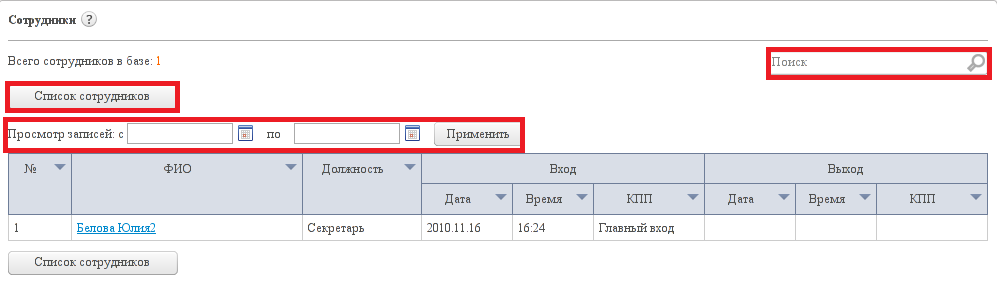 Сотрудники ?
Всего сотрудников в базе: 1
Поиск
Список сотрудников
Просмотр записей: с по Применить
№ ФИО Должность Вход Выход
Дата Время КПП Дата Время КПП
1 Белова Юлия2 Секретарь 2010.11.16 16:24 Главный вход
Список сотрудников